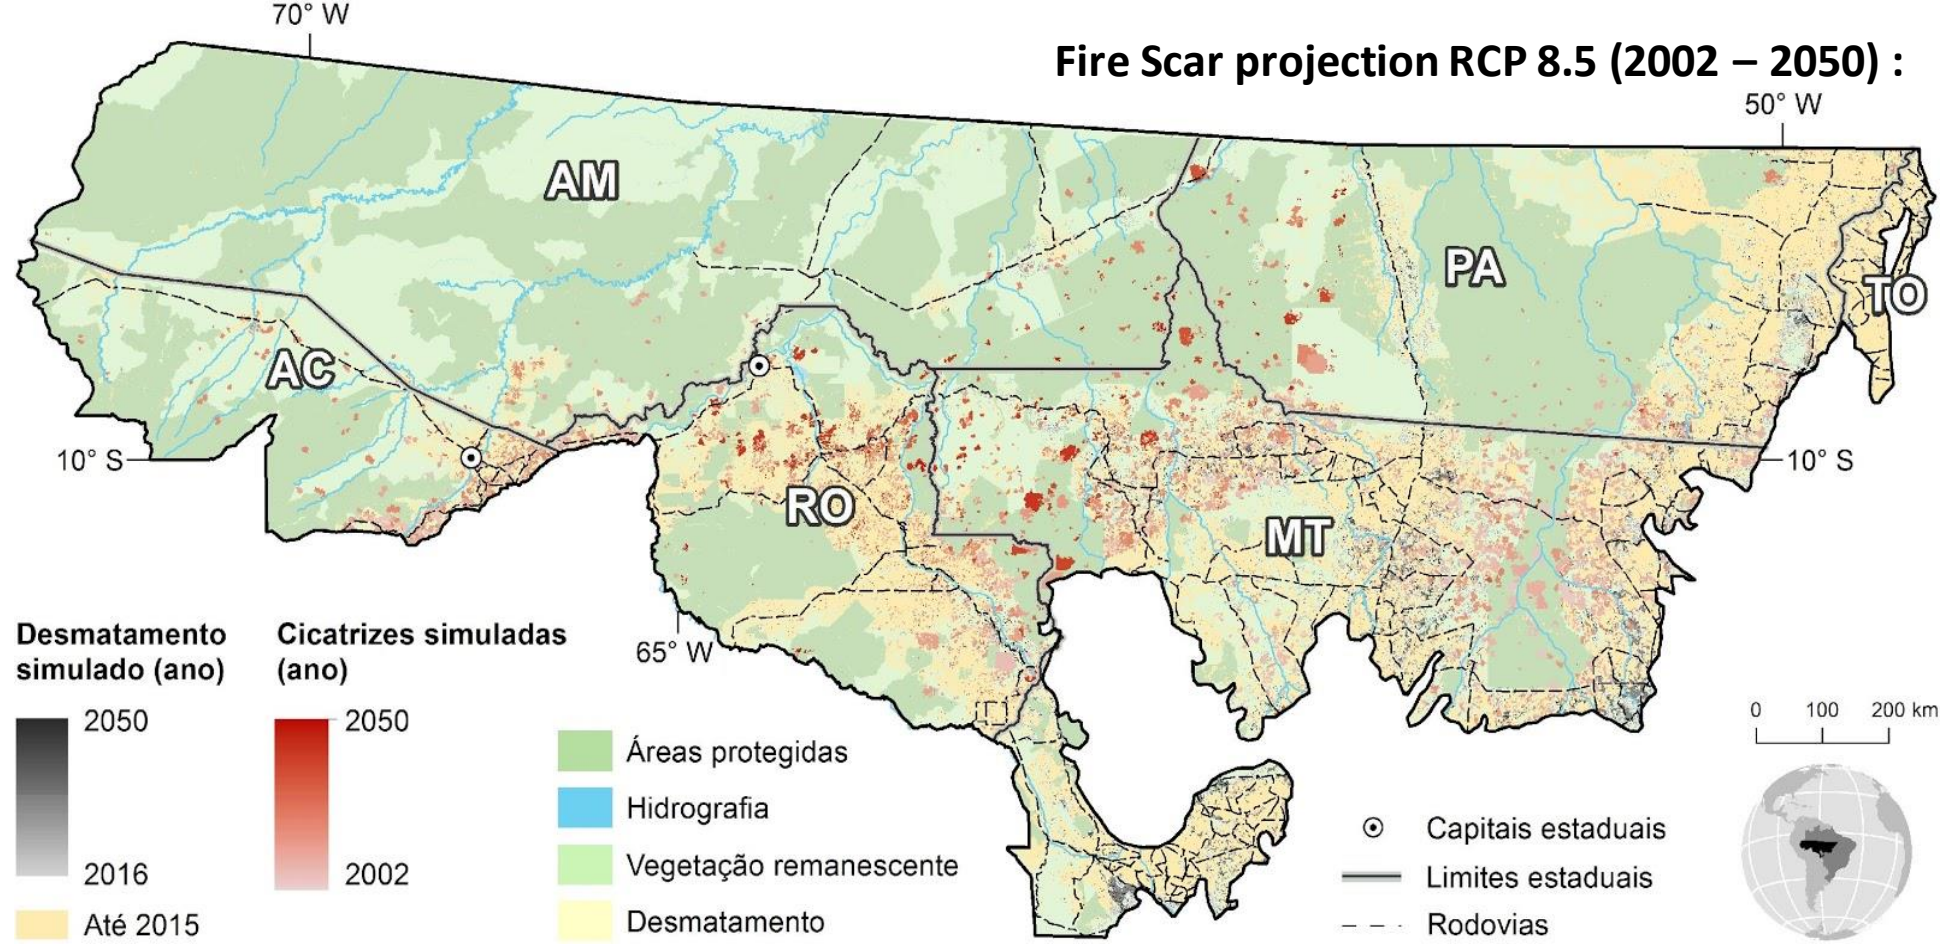 70° W
Fire Scar projection RCP 8.5 (2002 – 2050) :
50° W
AM
PA
TO
AC
10° S
10° S
RO
MT
65° W
Desmatamento
simulado (ano)
2050
2016
Até 2015
Cicatrizes simuladas
(ano)
2050
2002
Áreas protegidas
Hidrografia
Vegetação remanescente
Desmatamento
0 100 200 km
Capitais estaduais
Limites estaduais
Rodovias